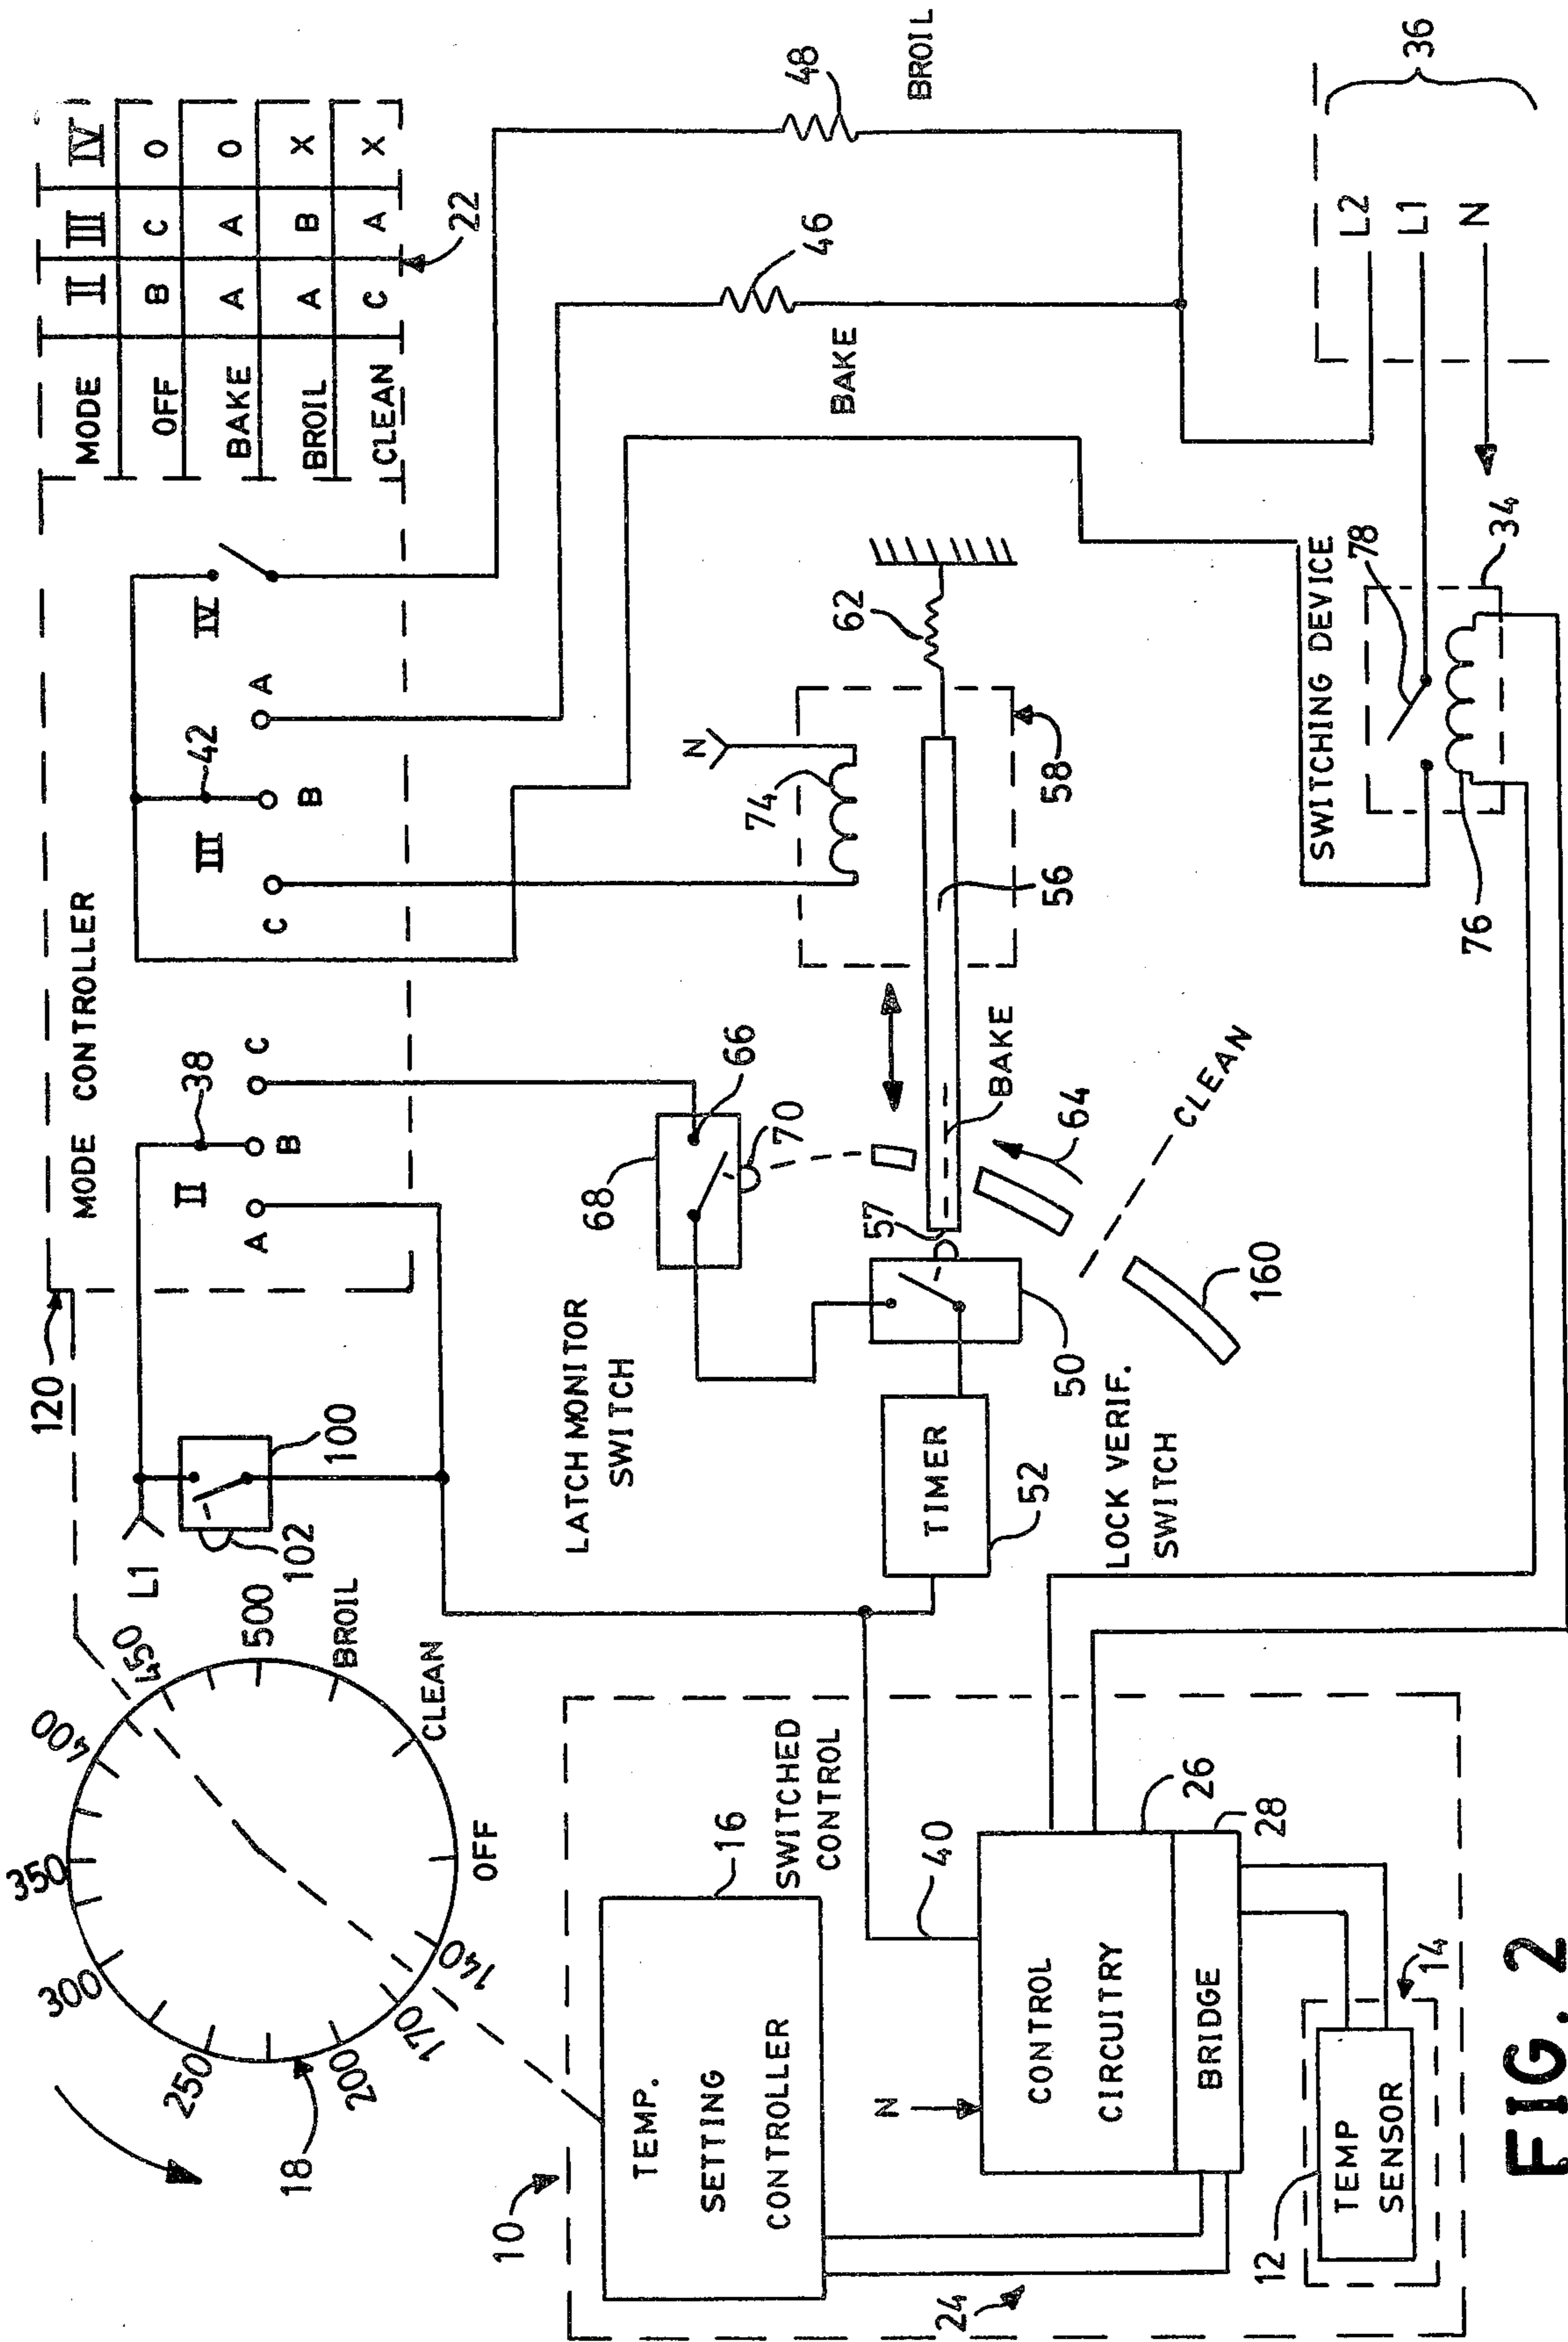 MODE CONTROLLER
120
MODE II III IV
OFF B C O
BAKE A A O
BROIL A B X
CLEAN C A X
22
L1
100
102
II
38
A
B
C
III
42
C
B
A
IV
140
170
200
250
300
350
400
450
500
BROIL
CLEAN
OFF
18
LATCH MONITOR
SWITCH
68
66
70
74
N
58
56
62
46
BAKE
48
BROIL
57
BAKE
64
CLEAN
160
50
LOCK VERIF.
SWITCH
TIMER
52
10
TEMP.
SETTING
CONTROLLER
16
SWITCHED
CONTROL
40
N
CONTROL
CIRCUITRY
26
BRIDGE
28
24
12
TEMP
SENSOR
14
SWITCHING DEVICE
78
76
34
L2
L1
N
36
FIG. 2